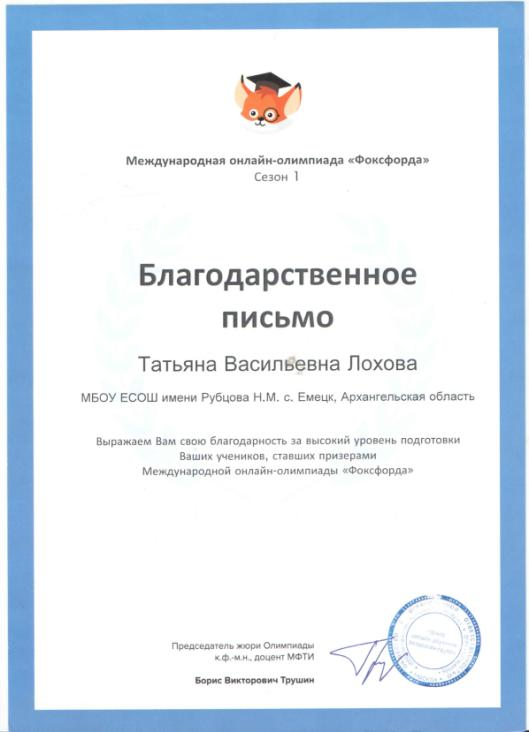 Международная онлайн-олимпиада «Фоксфорда»
Сезон 1
Благодарственное
письмо
Татьяна Васильевна Лохова
МБОУ ЕСОШ имени Рубцова Н.М. с. Емецк, Архангельская область
Выражаем Вам свою благодарность за высокий уровень подготовки
Ваших учеников, ставших призерами
Международной онлайн-олимпиады «Фоксфорда»
Председатель жюри Олимпиады
к.ф.-м.н., доцент МФТИ
Борис Викторович Трушин